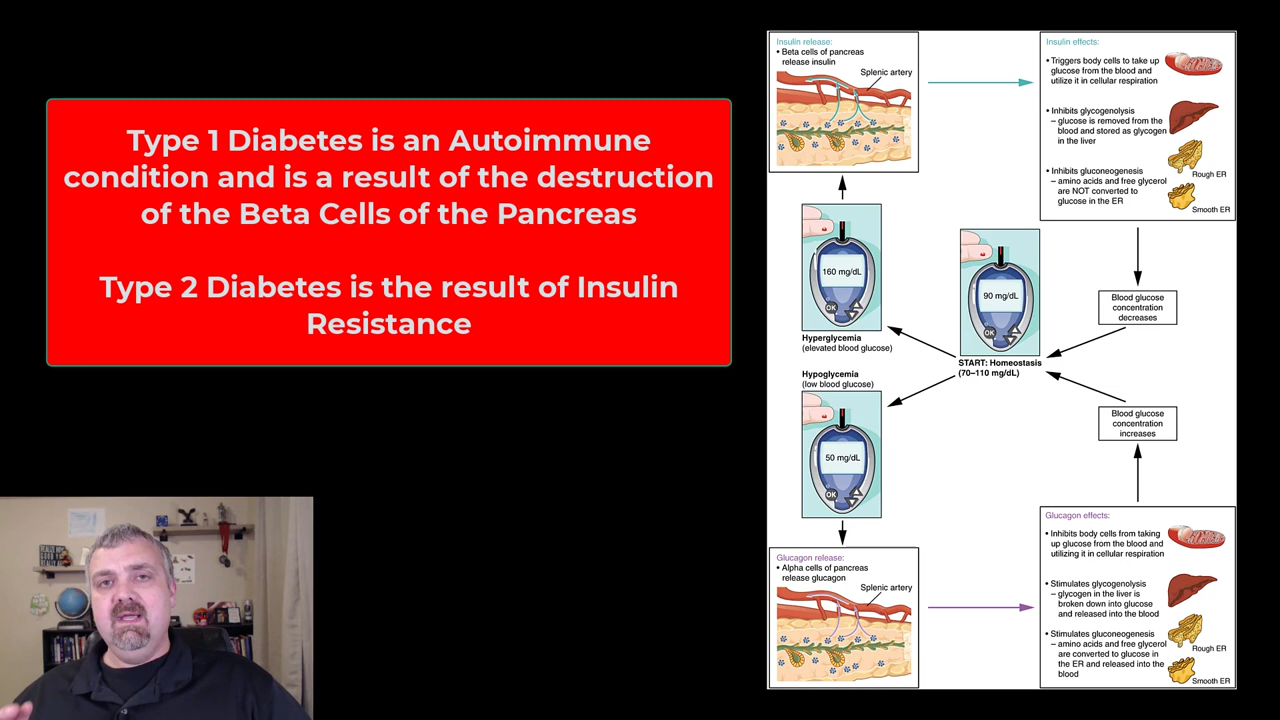 Type 1 Diabetes is an Autoimmune
condition and is a result of the destruction
of the Beta Cells of the Pancreas
Type 2 Diabetes is the result of Insulin
Resistance
Insulin release:
• Beta cells of pancreas
release insulin
Splenic artery
Insulin effects:
• Triggers body cells to take up
glucose from the blood and
utilize it in cellular respiration
• Inhibits glycogenolysis
– glucose is removed from the
blood and stored as glycogen
in the liver
• Inhibits gluconeogenesis
– amino acids and free glycerol
are NOT converted to
glucose in the ER
Rough ER
Smooth ER
160 mg/dL
OK
Hyperglycemia
(elevated blood glucose)
90 mg/dL
OK
START: Homeostasis
(70–110 mg/dL)
Blood glucose
concentration
decreases
Hypoglycemia
(low blood glucose)
50 mg/dL
OK
Blood glucose
concentration
increases
Glucagon release:
• Alpha cells of pancreas
release glucagon
Splenic artery
Glucagon effects:
• Inhibits body cells from taking
up glucose from the blood and
utilizing it in cellular respiration
• Stimulates glycogenolysis
– glycogen in the liver is
broken down into glucose
and released into the blood
• Stimulates gluconeogenesis
– amino acids and free glycerol
are converted to glucose in
the ER and released into the
blood
Rough ER
Smooth ER